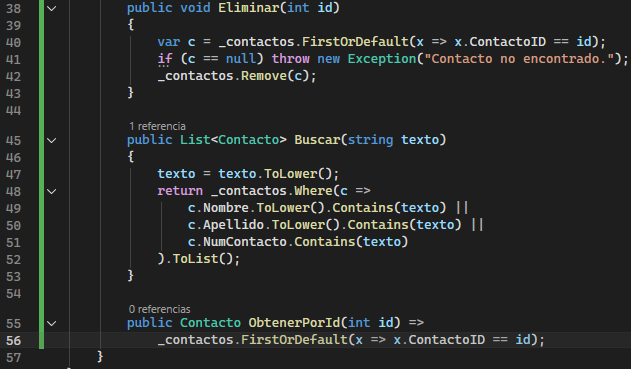 38 public void Eliminar(int id)
39 {
40 var c = _contactos.FirstOrDefault(x => x.ContactoID == id);
41 if (c == null) throw new Exception("Contacto no encontrado.");
42 _contactos.Remove(c);
43 }
44
1 referencia
45 public List<Contacto> Buscar(string texto)
46 {
47 texto = texto.ToLower();
48 return _contactos.Where(c =>
49 c.Nombre.ToLower().Contains(texto) ||
50 c.Apellido.ToLower().Contains(texto) ||
51 c.NumContacto.Contains(texto)
52 ).ToList();
53 }
54
0 referencias
55 public Contacto ObtenerPorId(int id) =>
56 _contactos.FirstOrDefault(x => x.ContactoID == id);
57 }